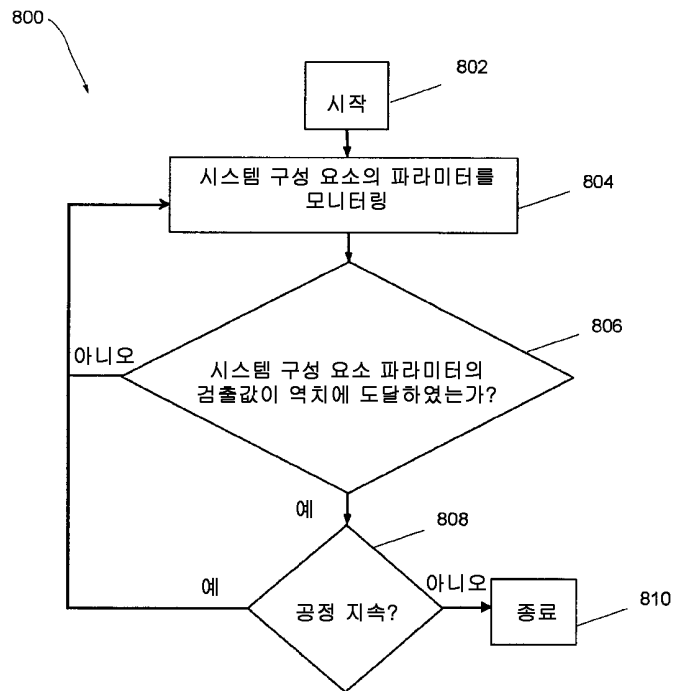 800
802
시작
시스템 구성 요소의 파라미터를
모니터링
804
806
아니오
시스템 구성 요소 파라미터의
검출값이 역치에 도달하였는가?
예
808
예
아니오
공정 지속?
종료
810